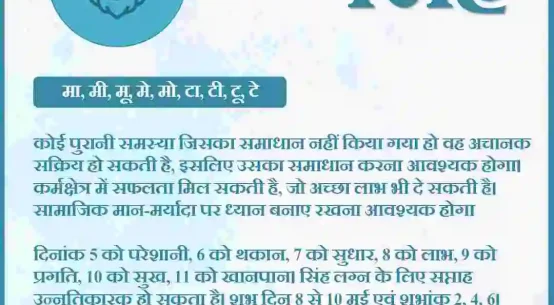 मा, मी, मू, मे, मो, टा, टी, टू, टे
कोई पुरानी समस्या जिसका समाधान नहीं किया गया हो वह अचानक
सक्रिय हो सकती है, इसलिए उसका समाधान करना आवश्यक होगा।
कर्मक्षेत्र में सफलता मिल सकती है, जो अच्छा लाभ भी दे सकती है।
सामाजिक मान-मर्यादा पर ध्यान बनाए रखना आवश्यक होगा
दिनांक 5 को परेशानी, 6 को थकान, 7 को सुधार, 8 को लाभ, 9 को
प्रगति, 10 को सुख, 11 को खानपान। सिंह लग्न के लिए सप्ताह
उन्नतिकारक हो सकता है। शुभ दिन 8 से 10 मई एवं शुभांक 2, 4, 6।